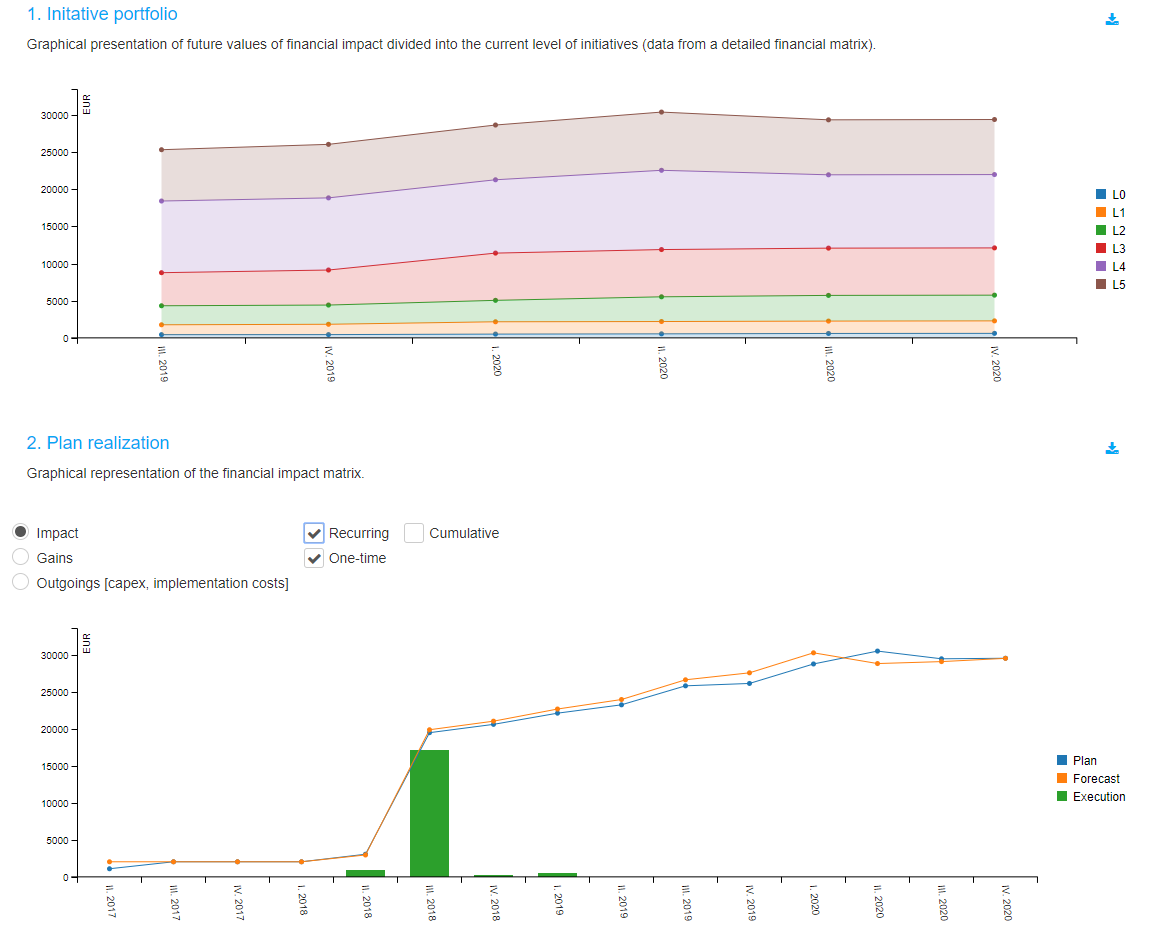 1. Initative portfolio
Graphical presentation of future values of financial impact divided into the current level of initiatives (data from a detailed financial matrix).
EUR
30000
25000
20000
15000
10000
5000
0
III. 2019
IV. 2019
I. 2020
II. 2020
III. 2020
IV. 2020
L0
L1
L2
L3
L4
L5
2. Plan realization
Graphical representation of the financial impact matrix.
Impact
Recurring
Cumulative
Gains
One-time
Outgoings [capex, implementation costs]
EUR
30000
25000
20000
15000
10000
5000
0
II. 2017
III. 2017
IV. 2017
I. 2018
II. 2018
III. 2018
IV. 2018
I. 2019
II. 2019
III. 2019
IV. 2019
I. 2020
II. 2020
III. 2020
IV. 2020
Plan
Forecast
Execution